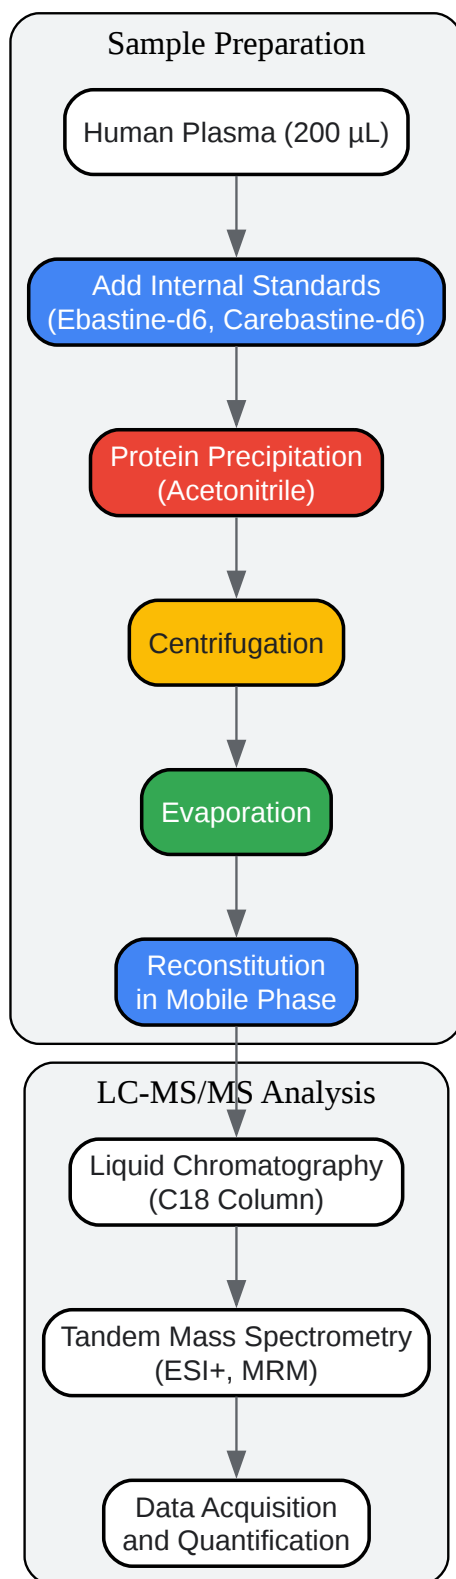 Sample Preparation
Human Plasma (200 µL)
Add Internal Standards
(Ebastine-d6, Carebastine-d6)
Protein Precipitation
(Acetonitrile)
Centrifugation
Evaporation
Reconstitution
in Mobile Phase
LC-MS/MS Analysis
Liquid Chromatography
(C18 Column)
Tandem Mass Spectrometry
(ESI+, MRM)
Data Acquisition
and Quantification